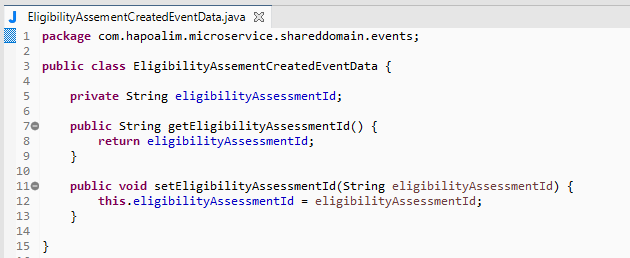 EligibilityAssementCreatedEventData.java
1 package com.hapoalim.microservice.shareddomain.events;
2
3 public class EligibilityAssementCreatedEventData {
4
5     private String eligibilityAssessmentId;
6
7     public String getEligibilityAssessmentId() {
8         return eligibilityAssessmentId;
9     }
10
11     public void setEligibilityAssessmentId(String eligibilityAssessmentId) {
12         this.eligibilityAssessmentId = eligibilityAssessmentId;
13     }
14
15 }